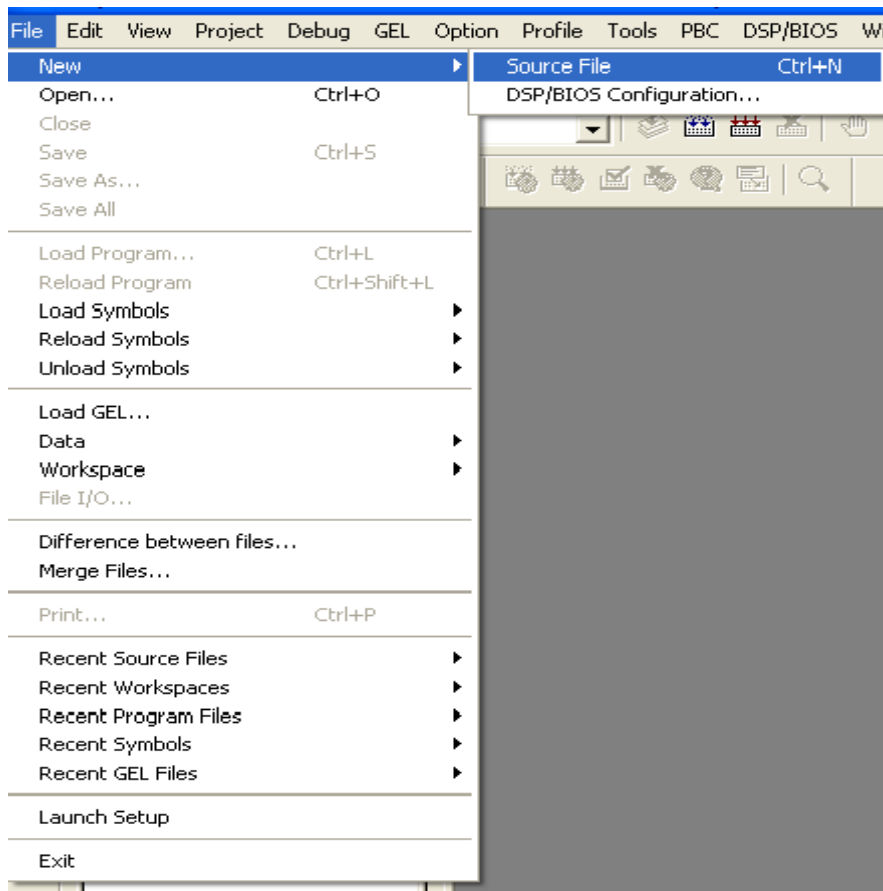 File Edit View Project Debug GEL Option Profile Tools PBC DSP/BIOS
New Source File Ctrl+N
Open... Ctrl+O DSP/BIOS Configuration...
Close
Save Ctrl+S
Save As...
Save All
Load Program... Ctrl+L
Reload Program Ctrl+Shift+L
Load Symbols
Reload Symbols
Unload Symbols
Load GEL...
Data
Workspace
File I/O...
Difference between files...
Merge Files...
Print... Ctrl+P
Recent Source Files
Recent Workspaces
Recent Program Files
Recent Symbols
Recent GEL Files
Launch Setup
Exit